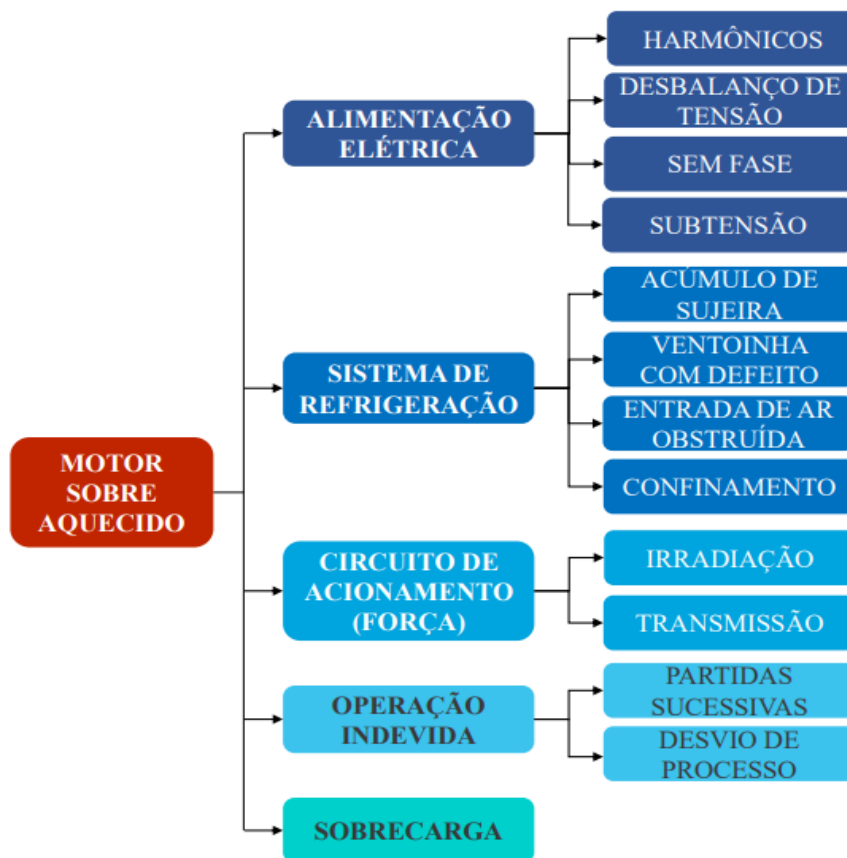 HARMÔNICOS
ALIMENTAÇÃO
ELÉTRICA
DESBALANÇO DE
TENSÃO
SEM FASE
SUBTENSÃO
SISTEMA DE
REFRIGERAÇÃO
ACÚMULO DE
SUJEIRA
VENTOINHA
COM DEFEITO
ENTRADA DE AR
OBSTRUÍDA
CONFINAMENTO
MOTOR
SOBRE
AQUECIDO
CIRCUITO DE
ACIONAMENTO
(FORÇA)
IRRADIAÇÃO
TRANSMISSÃO
OPERAÇÃO
INDEVIDA
PARTIDAS
SUCESSIVAS
DESVIO DE
PROCESSO
SOBRECARGA